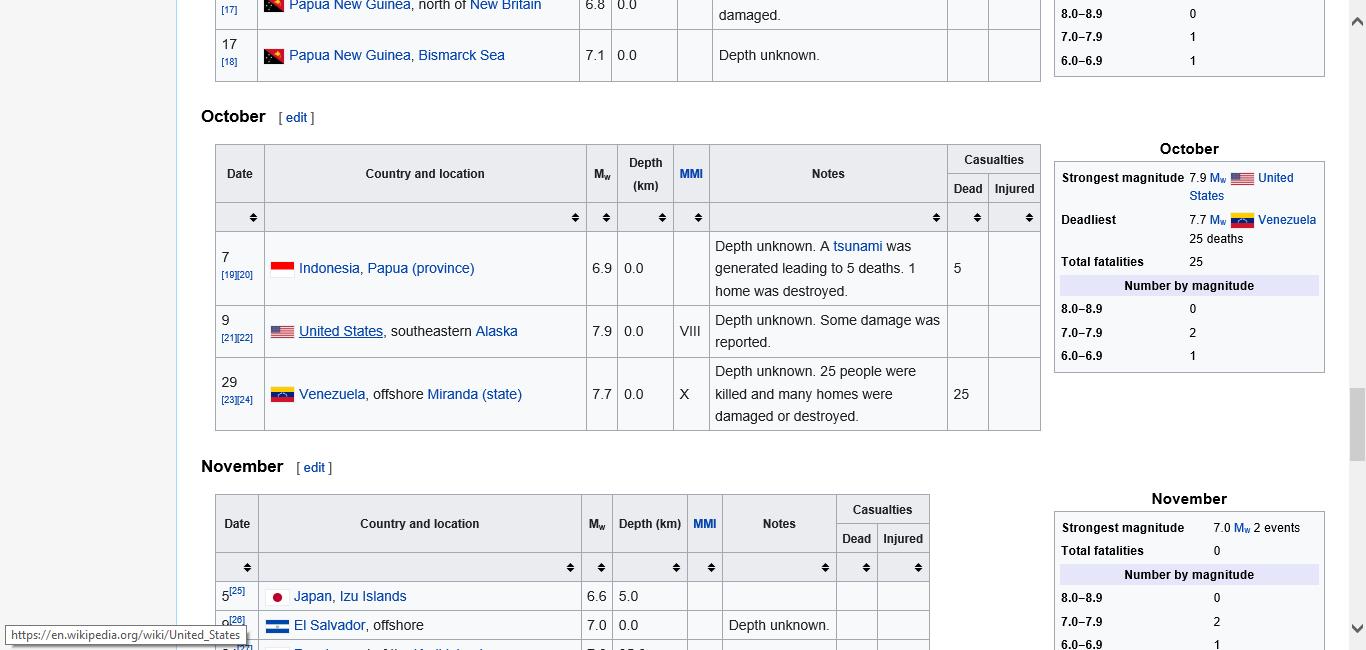 [17]
Papua New Guinea, north of New Britain 6.8 0.0
damaged.
17
[18]
Papua New Guinea, Bismarck Sea 7.1 0.0 Depth unknown.
8.0–8.9 0
7.0–7.9 1
6.0–6.9 1
October [ edit ]
Date Country and location Mw Depth (km) MMI Notes Casualties
Dead Injured
7
[19][20]
Indonesia, Papua (province) 6.9 0.0
Depth unknown. A tsunami was
generated leading to 5 deaths. 1
home was destroyed.
5
9
[21][22]
United States, southeastern Alaska 7.9 0.0 VIII
Depth unknown. Some damage was
reported.
29
[23][24]
Venezuela, offshore Miranda (state) 7.7 0.0 X
Depth unknown. 25 people were
killed and many homes were
damaged or destroyed.
25
October
Strongest magnitude 7.9 Mw United
States
Deadliest 7.7 Mw Venezuela
25 deaths
Total fatalities 25
Number by magnitude
8.0–8.9 0
7.0–7.9 2
6.0–6.9 1
November [ edit ]
Date Country and location Mw Depth (km) MMI Notes Casualties
Dead Injured
5[25] Japan, Izu Islands 6.6 5.0
[26] El Salvador, offshore 7.0 0.0 Depth unknown.
November
Strongest magnitude 7.0 Mw 2 events
Total fatalities 0
Number by magnitude
8.0–8.9 0
7.0–7.9 2
6.0–6.9 1
https://en.wikipedia.org/wiki/United_States